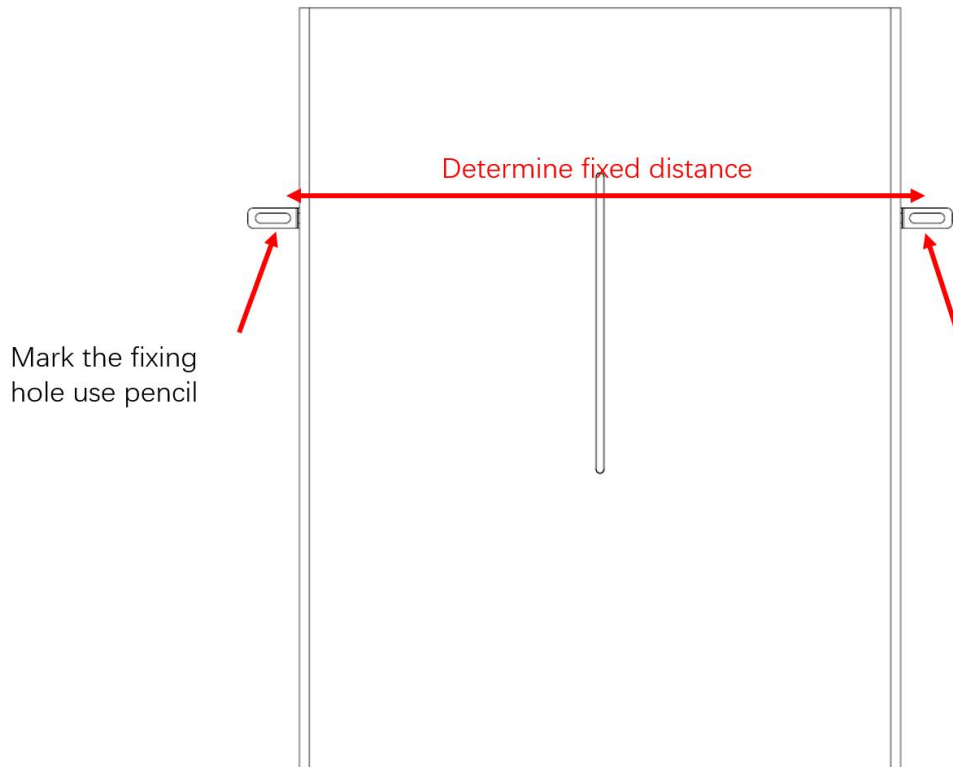 Determine fixed distance
Mark the fixing
hole use pencil